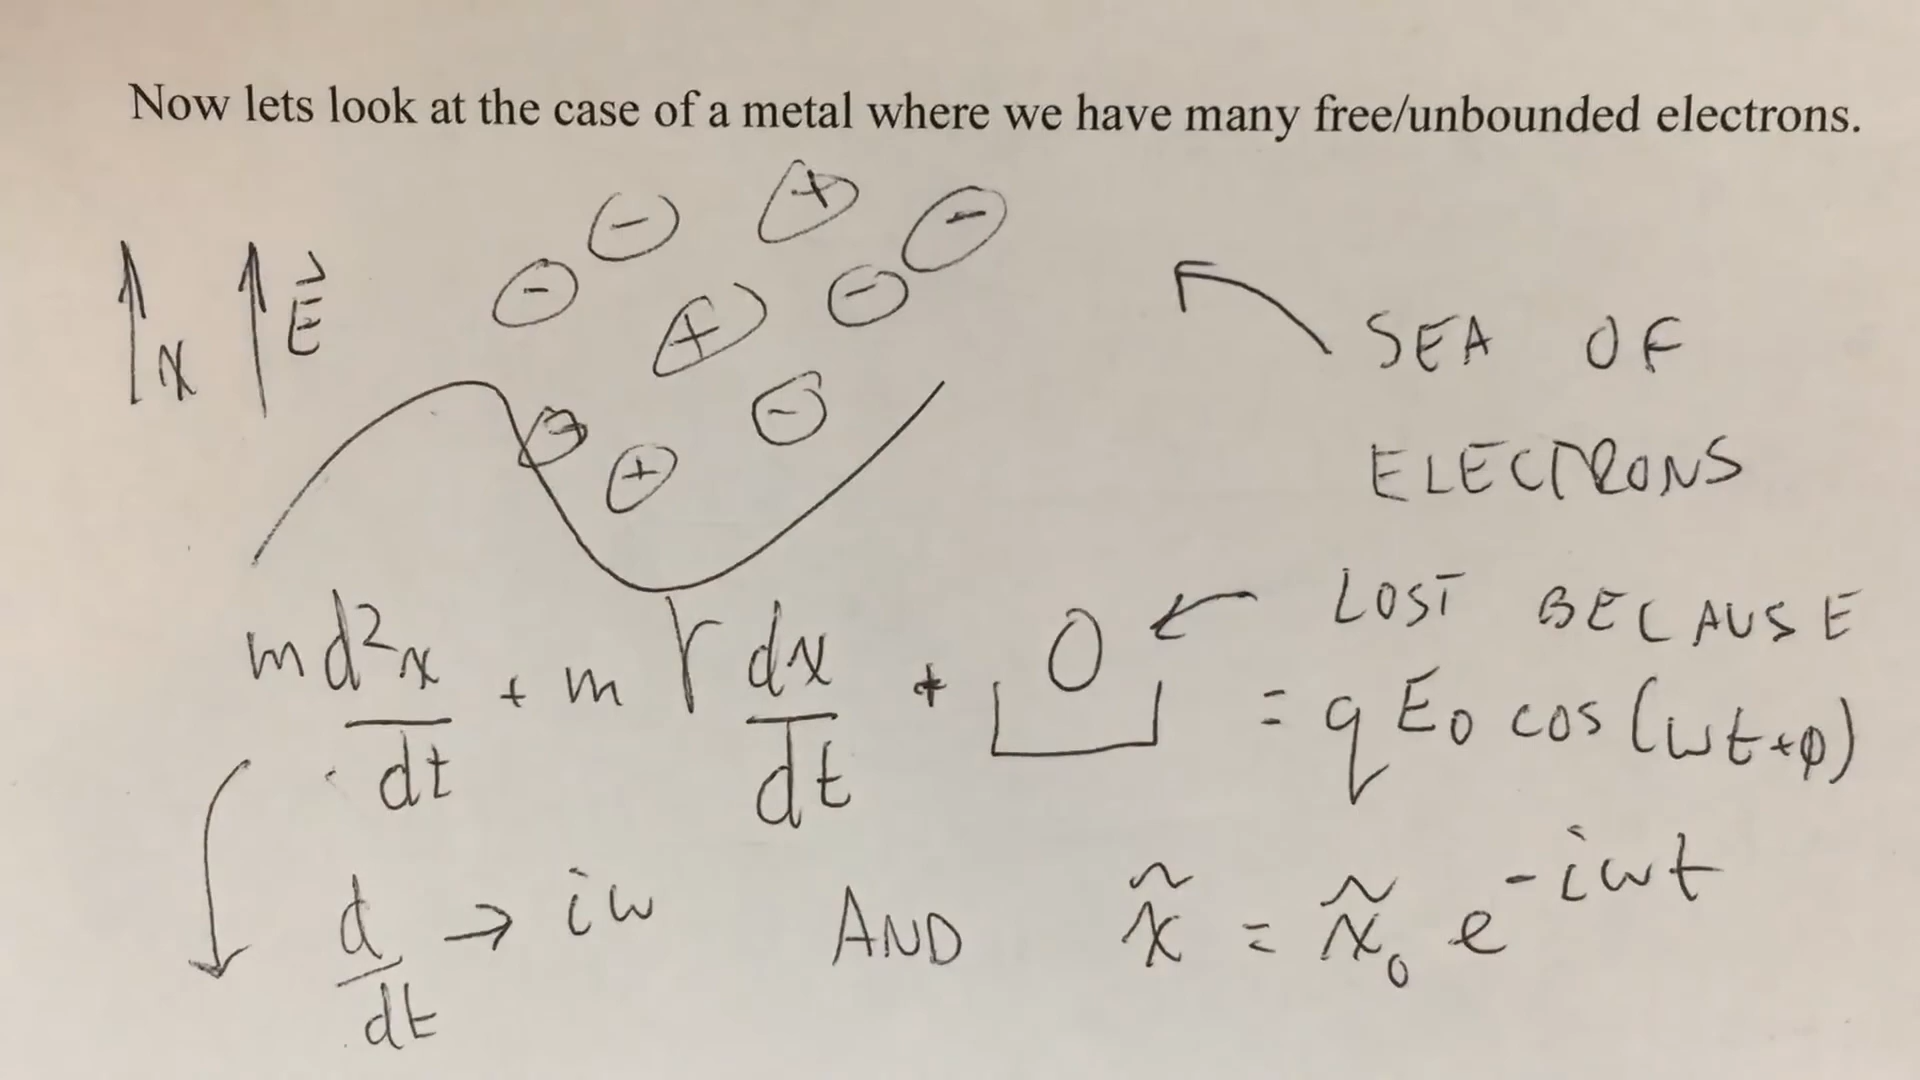 Now lets look at the case of a metal where we have many free/unbounded electrons.
x E⃗
SEA OF
ELECTRONS
LOST BECAUSE
m d²x/dt + m Γ dx/dt + 0 = q E₀ cos(ωt+φ)
d/dt → iω AND x̃ = x̃₀ e^-iωt